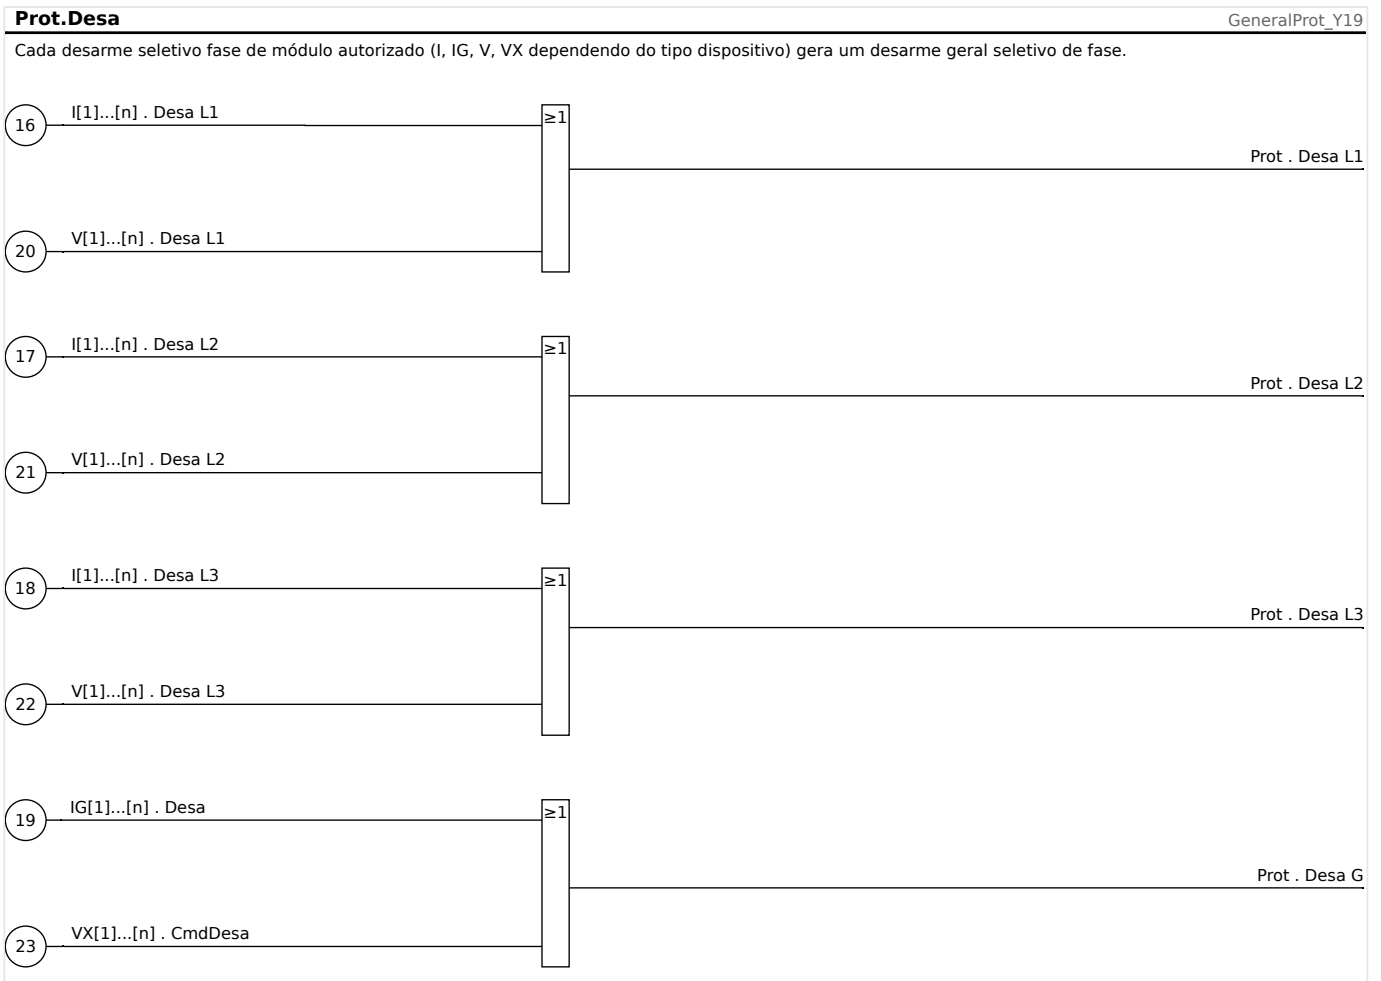 Prot.Desa
GeneralProt_Y19
Cada desarme seletivo fase de módulo autorizado (I, IG, V, VX dependendo do tipo dispositivo) gera um desarme geral seletivo de fase.
16
I[1]...[n] . Desa L1
≥1
Prot . Desa L1
20
V[1]...[n] . Desa L1
17
I[1]...[n] . Desa L2
≥1
Prot . Desa L2
21
V[1]...[n] . Desa L2
18
I[1]...[n] . Desa L3
≥1
Prot . Desa L3
22
V[1]...[n] . Desa L3
19
IG[1]...[n] . Desa
≥1
Prot . Desa G
23
VX[1]...[n] . CmdDesa